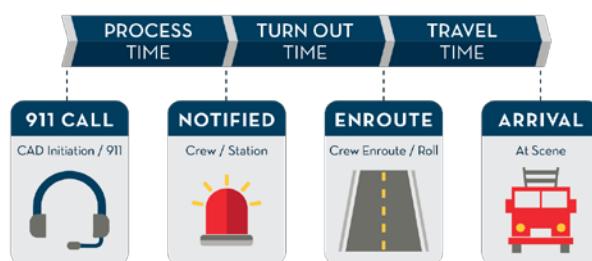 PROCESS
TIME
TURN OUT
TIME
TRAVEL
TIME
911 CALL
CAD Initiation / 911
NOTIFIED
Crew / Station
ENROUTE
Crew Enroute / Roll
ARRIVAL
At Scene